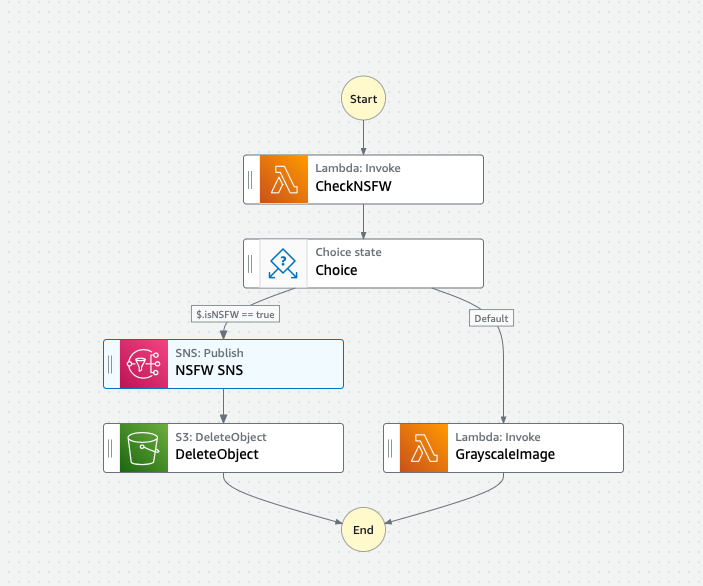 Start
Lambda: Invoke
CheckNSFW
Choice state
Choice
$.isNSFW == true
Default
SNS: Publish
NSFW SNS
S3: DeleteObject
DeleteObject
Lambda: Invoke
GrayscaleImage
End